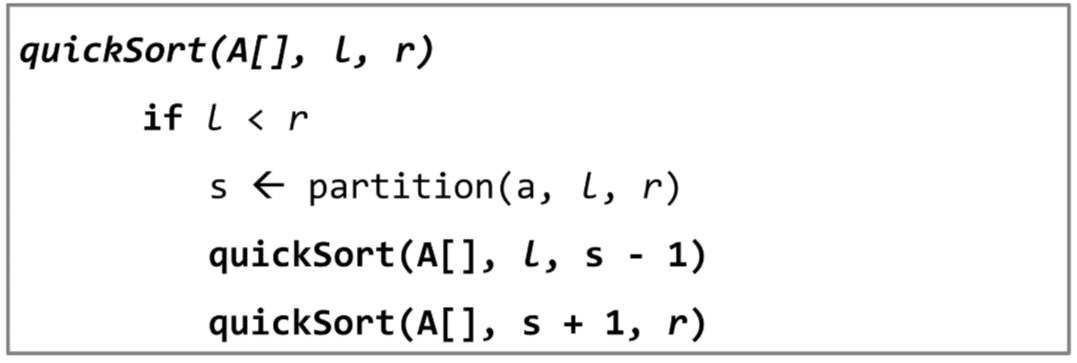 quickSort(A[], l, r)
if l < r
s ← partition(a, l, r)
quickSort(A[], l, s - 1)
quickSort(A[], s + 1, r)